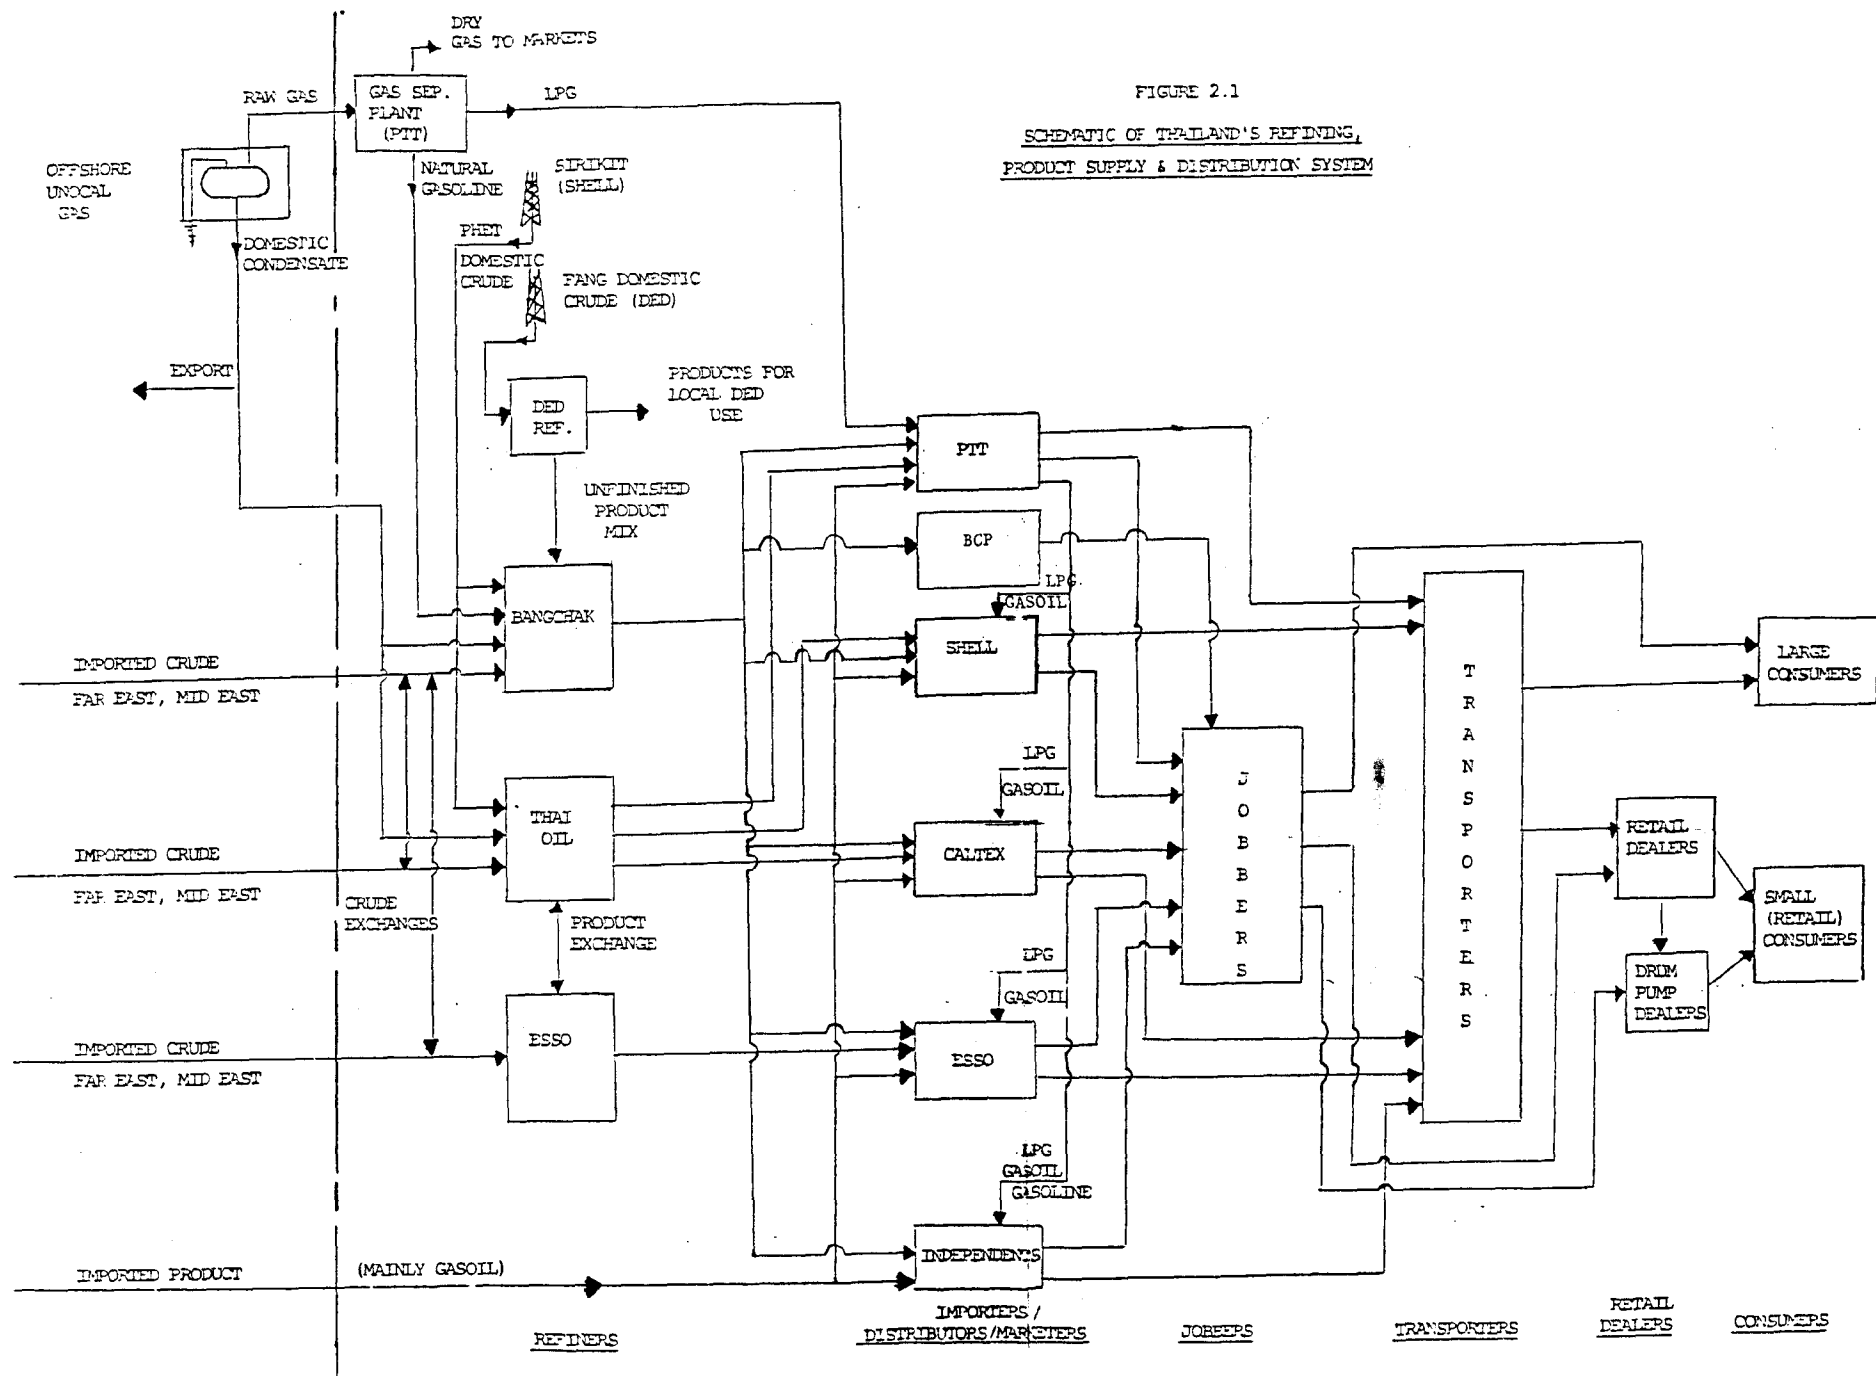 DRY
GAS TO MARKETS
FIGURE 2.1
SCHEMATIC OF THAILAND'S REFINING,
PRODUCT SUPPLY & DISTRIBUTION SYSTEM
RAW GAS
GAS SEP.
PLANT
(PTT)
LPG
OFFSHORE
UNOCAL
GAS
NATURAL
GASOLINE
SIRIKIT
(SHELL)
PHET
DOMESTIC
CRUDE
DOMESTIC
CONDENSATE
FANG DOMESTIC
CRUDE (DED)
EXPORT
DED
REF.
PRODUCTS FOR
LOCAL DED
USE
UNFINISHED
PRODUCT
MIX
PTT
BCP
LPG
GASOIL
BANGCHAK
SHELL
IMPORTED CRUDE
FAR EAST, MID EAST
LARGE
CONSUMERS
TRANSPORTERS
JOBBERS
LPG
GASOIL
THAI
OIL
CALTEX
IMPORTED CRUDE
FAR EAST, MID EAST
CRUDE
EXCHANGES
PRODUCT
EXCHANGE
RETAIL
DEALERS
SMALL
(RETAIL)
CONSUMERS
DRUM
PUMP
DEALERS
LPG
GASOIL
ESSO
ESSO
IMPORTED CRUDE
FAR EAST, MID EAST
LPG
GASOIL
GASOLINE
INDEPENDENTS
IMPORTED PRODUCT
(MAINLY GASOIL)
REFINERS
IMPORTERS/
DISTRIBUTORS/MARKETERS
JOBBERS
TRANSPORTERS
RETAIL
DEALERS
CONSUMERS